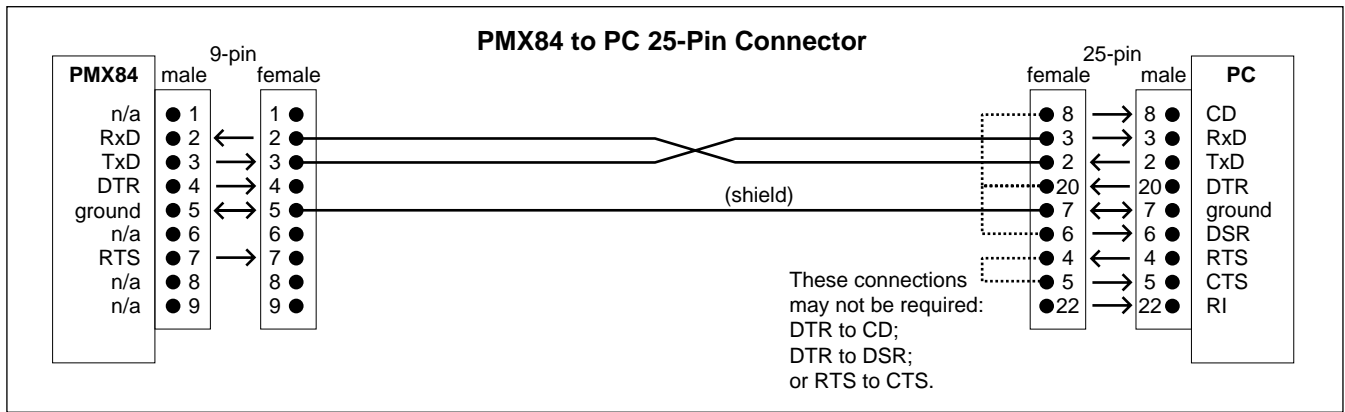 PMX84 to PC 25-Pin Connector
9-pin
25-pin
PMX84 male female
female male PC
n/a 1 1
8 8 CD
RxD 2 2
3 3 RxD
TxD 3 3
2 2 TxD
DTR 4 4
20 20 DTR
(shield)
ground 5 5
7 7 ground
n/a 6 6
6 6 DSR
RTS 7 7
4 4 RTS
n/a 8 8
5 5 CTS
n/a 9 9
22 22 RI
These connections
may not be required:
DTR to CD;
DTR to DSR;
or RTS to CTS.